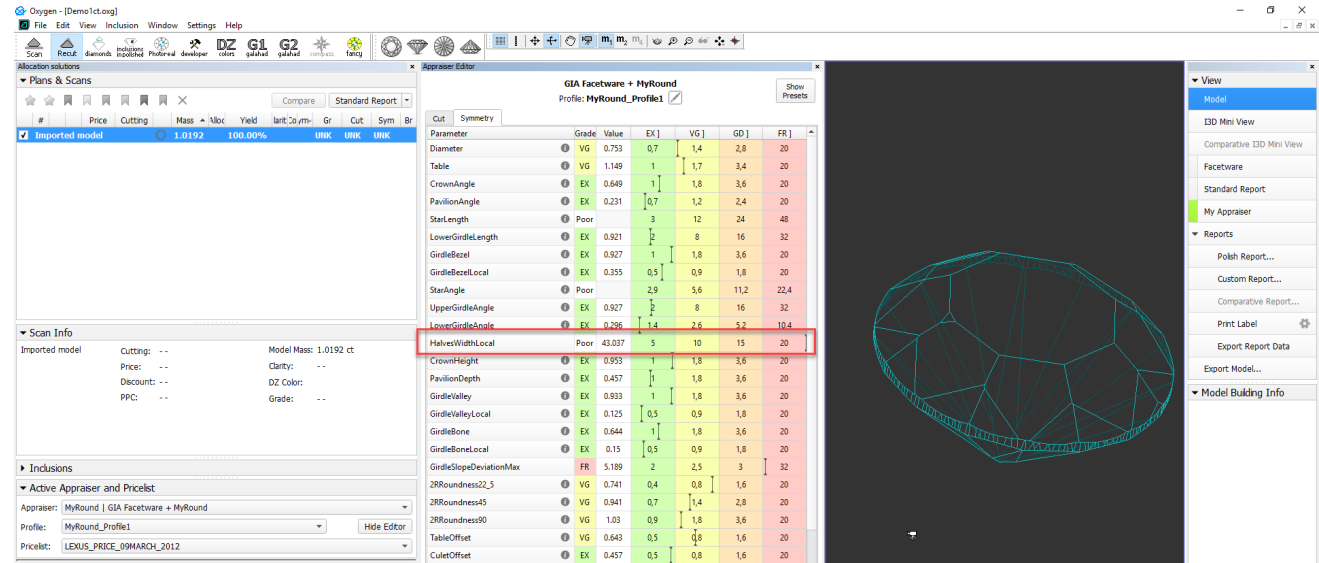 Oxygen - [Demo1ct.oxg]
File Edit View Inclusion Window Settings Help
Scan Recut diamonds inclusions inpolished Photoreal developer DZ colors G1 galahad G2 galahad compass fancy m1 m2
Allocation solutions
Plans & Scans
Compare Standard Report
# Price Cutting Mass Alloc Yield Gr Cut Sym Br
Imported model 1.0192 100.00% UNK UNK UNK
Scan Info
Imported model Cutting: - - Model Mass: 1.0192 ct
Price: - - Clarity: - -
Discount: - - DZ Color:
PPC: - - Grade: - -
Inclusions
Active Appraiser and Pricelist
Appraiser: MyRound | GIA Facetware + MyRound
Profile: MyRound_Profile1 Hide Editor
Pricelist: LEXUS_PRICE_09MARCH_2012
Appraiser Editor
GIA Facetware + MyRound
Profile: MyRound_Profile1
Show Presets
Cut Symmetry
Parameter Grade Value EX ] VG ] GD ] FR ]
Diameter VG 0.753 0,7 1,4 2,8 20
Table VG 1.149 1 1,7 3,4 20
CrownAngle EX 0.649 1 1,8 3,6 20
PavilionAngle EX 0.231 0,7 1,2 2,4 20
StarLength Poor 3 12 24 48
LowerGirdleLength EX 0.921 2 8 16 32
GirdleBezel EX 0.927 1 1,8 3,6 20
GirdleBezelLocal EX 0.355 0,5 0,9 1,8 20
StarAngle Poor 2,9 5,6 11,2 22,4
UpperGirdleAngle EX 0.927 2 8 16 32
LowerGirdleAngle EX 0.296 1,4 2,6 5,2 10,4
HalvesWidthLocal Poor 43.037 5 10 15 20
CrownHeight EX 0.953 1 1,8 3,6 20
PavilionDepth EX 0.457 1 1,8 3,6 20
GirdleValley EX 0.933 1 1,8 3,6 20
GirdleValleyLocal EX 0.125 0,5 0,9 1,8 20
GirdleBone EX 0.644 1 1,8 3,6 20
GirdleBoneLocal EX 0.15 0,5 0,9 1,8 20
GirdleSlopeDeviationMax FR 5.189 2 2,5 3 32
2RRoundness22_5 VG 0.741 0,4 0,8 1,6 20
2RRoundness45 VG 0.941 0,7 1,4 2,8 20
2RRoundness90 VG 1.03 0,9 1,8 3,6 20
TableOffset VG 0.643 0,5 0,8 1,6 20
CuletOffset EX 0.457 0,5 0,8 1,6 20
View
Model
I3D Mini View
Comparative I3D Mini View
Facetware
Standard Report
My Appraiser
Reports
Polish Report...
Custom Report...
Comparative Report...
Print Label
Export Report Data
Export Model...
Model Building Info